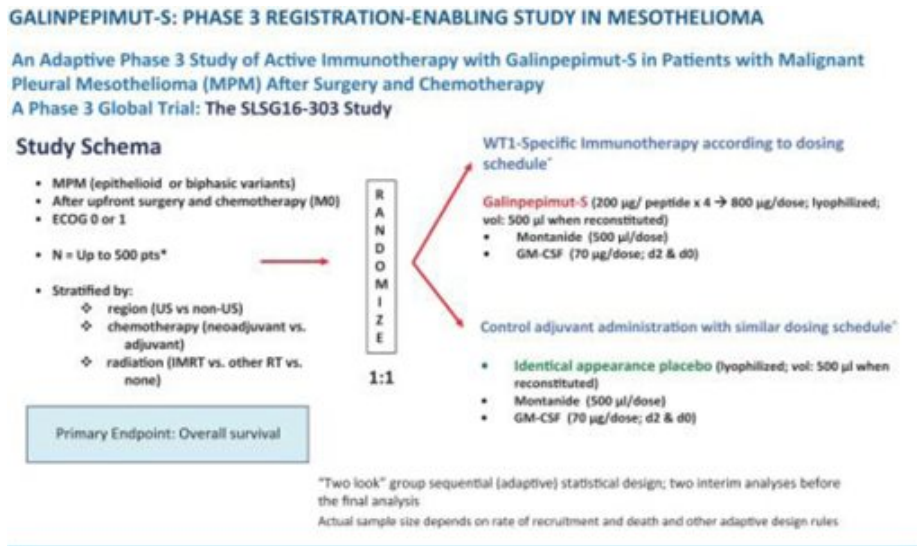 GALINPEPIMUT-S: PHASE 3 REGISTRATION-ENABLING STUDY IN MESOTHELIOMA
An Adaptive Phase 3 Study of Active Immunotherapy with Galinpepimut-S in Patients with Malignant
Pleural Mesothelioma (MPM) After Surgery and Chemotherapy
A Phase 3 Global Trial: The SLSG16-303 Study
Study Schema
• MPM (epithelioid or biphasic variants)
• After upfront surgery and chemotherapy (M0)
• ECOG 0 or 1
• N = Up to 500 pts*
• Stratified by:
❖ region (US vs non-US)
❖ chemotherapy (neoadjuvant vs.
adjuvant)
❖ radiation (IMRT vs. other RT vs.
none)
Primary Endpoint: Overall survival
R
A
N
D
O
M
I
Z
E
1:1
WT1-Specific Immunotherapy according to dosing
schedule^
Galinpepimut-S (200 µg/ peptide x 4 → 800 µg/dose; lyophilized;
vol: 500 µl when reconstituted)
• Montanide (500 µl/dose)
• GM-CSF (70 µg/dose; d2 & d0)
Control adjuvant administration with similar dosing schedule^
• Identical appearance placebo (lyophilized; vol: 500 µl when
reconstituted)
• Montanide (500 µl/dose)
• GM-CSF (70 µg/dose; d2 & d0)
"Two look" group sequential (adaptive) statistical design; two interim analyses before
the final analysis
Actual sample size depends on rate of recruitment and death and other adaptive design rules